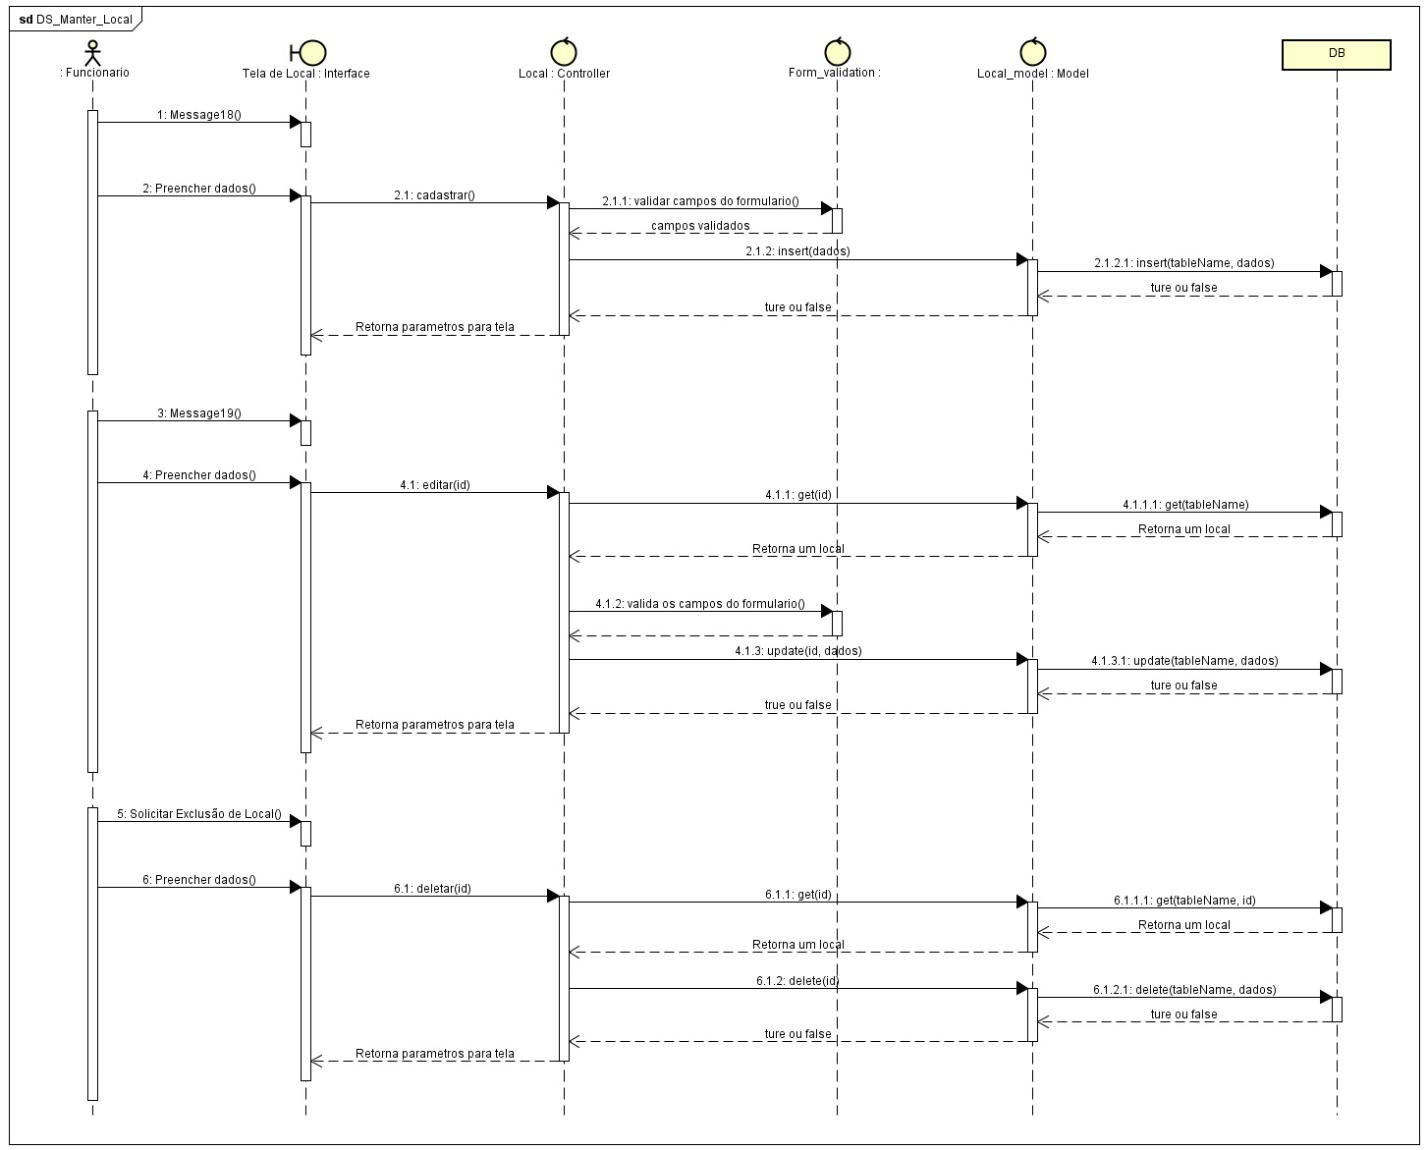 sd DS_Manter_Local
: Funcionario
Tela de Local : Interface
Local : Controller
Form_validation :
Local_model : Model
DB
1: Message18()
2: Preencher dados()
2.1: cadastrar()
2.1.1: validar campos do formulario()
campos validados
2.1.2: insert(dados)
2.1.2.1: insert(tableName, dados)
ture ou false
ture ou false
Retorna parametros para tela
3: Message19()
4: Preencher dados()
4.1: editar(id)
4.1.1: get(id)
4.1.1.1: get(tableName)
Retorna um local
Retorna um local
4.1.2: valida os campos do formulario()
4.1.3: update(id, dados)
4.1.3.1: update(tableName, dados)
ture ou false
true ou false
Retorna parametros para tela
5: Solicitar Exclusão de Local()
6: Preencher dados()
6.1: deletar(id)
6.1.1: get(id)
6.1.1.1: get(tableName, id)
Retorna um local
Retorna um local
6.1.2: delete(id)
6.1.2.1: delete(tableName, dados)
ture ou false
ture ou false
Retorna parametros para tela